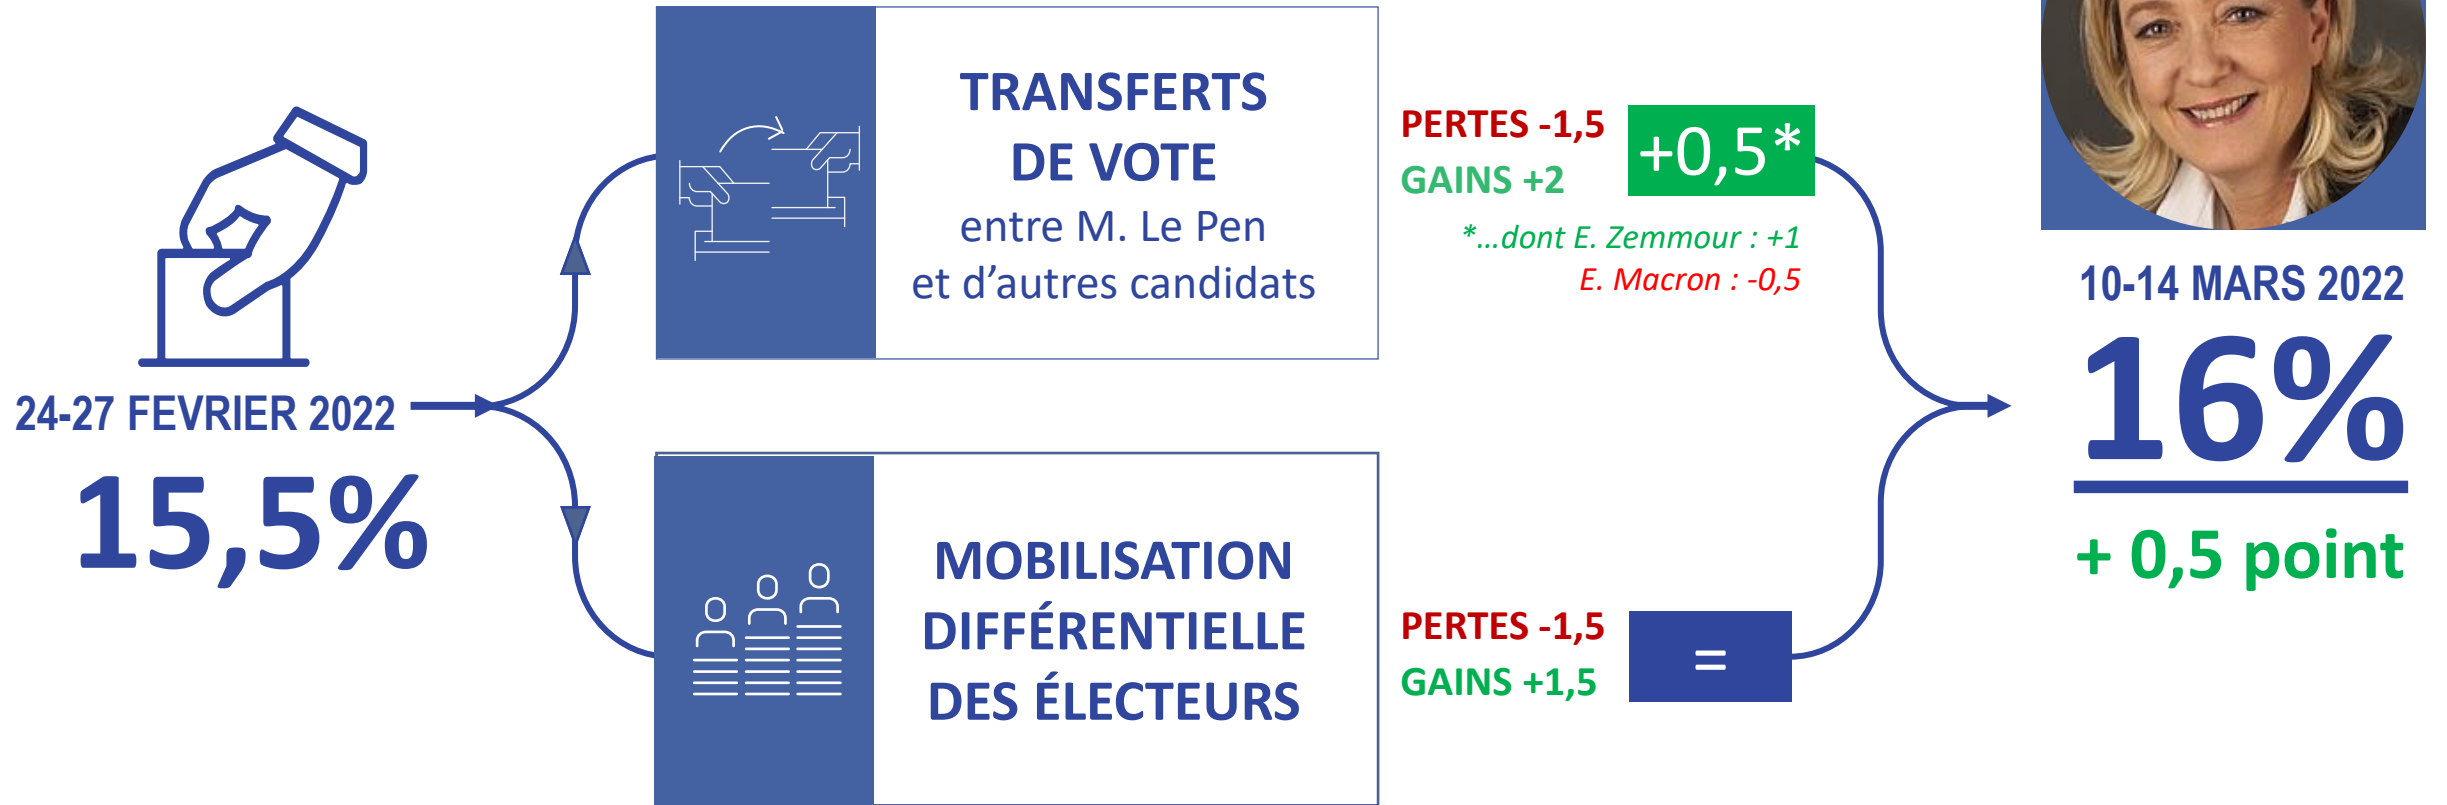 24-27 FEVRIER 2022
15,5%
TRANSFERTS
DE VOTE
entre M. Le Pen
et d’autres candidats
PERTES -1,5
GAINS +2
+0,5*
*...dont E. Zemmour : +1
E. Macron : -0,5
MOBILISATION
DIFFÉRENTIELLE
DES ÉLECTEURS
PERTES -1,5
GAINS +1,5
=
10-14 MARS 2022
16%
+ 0,5 point